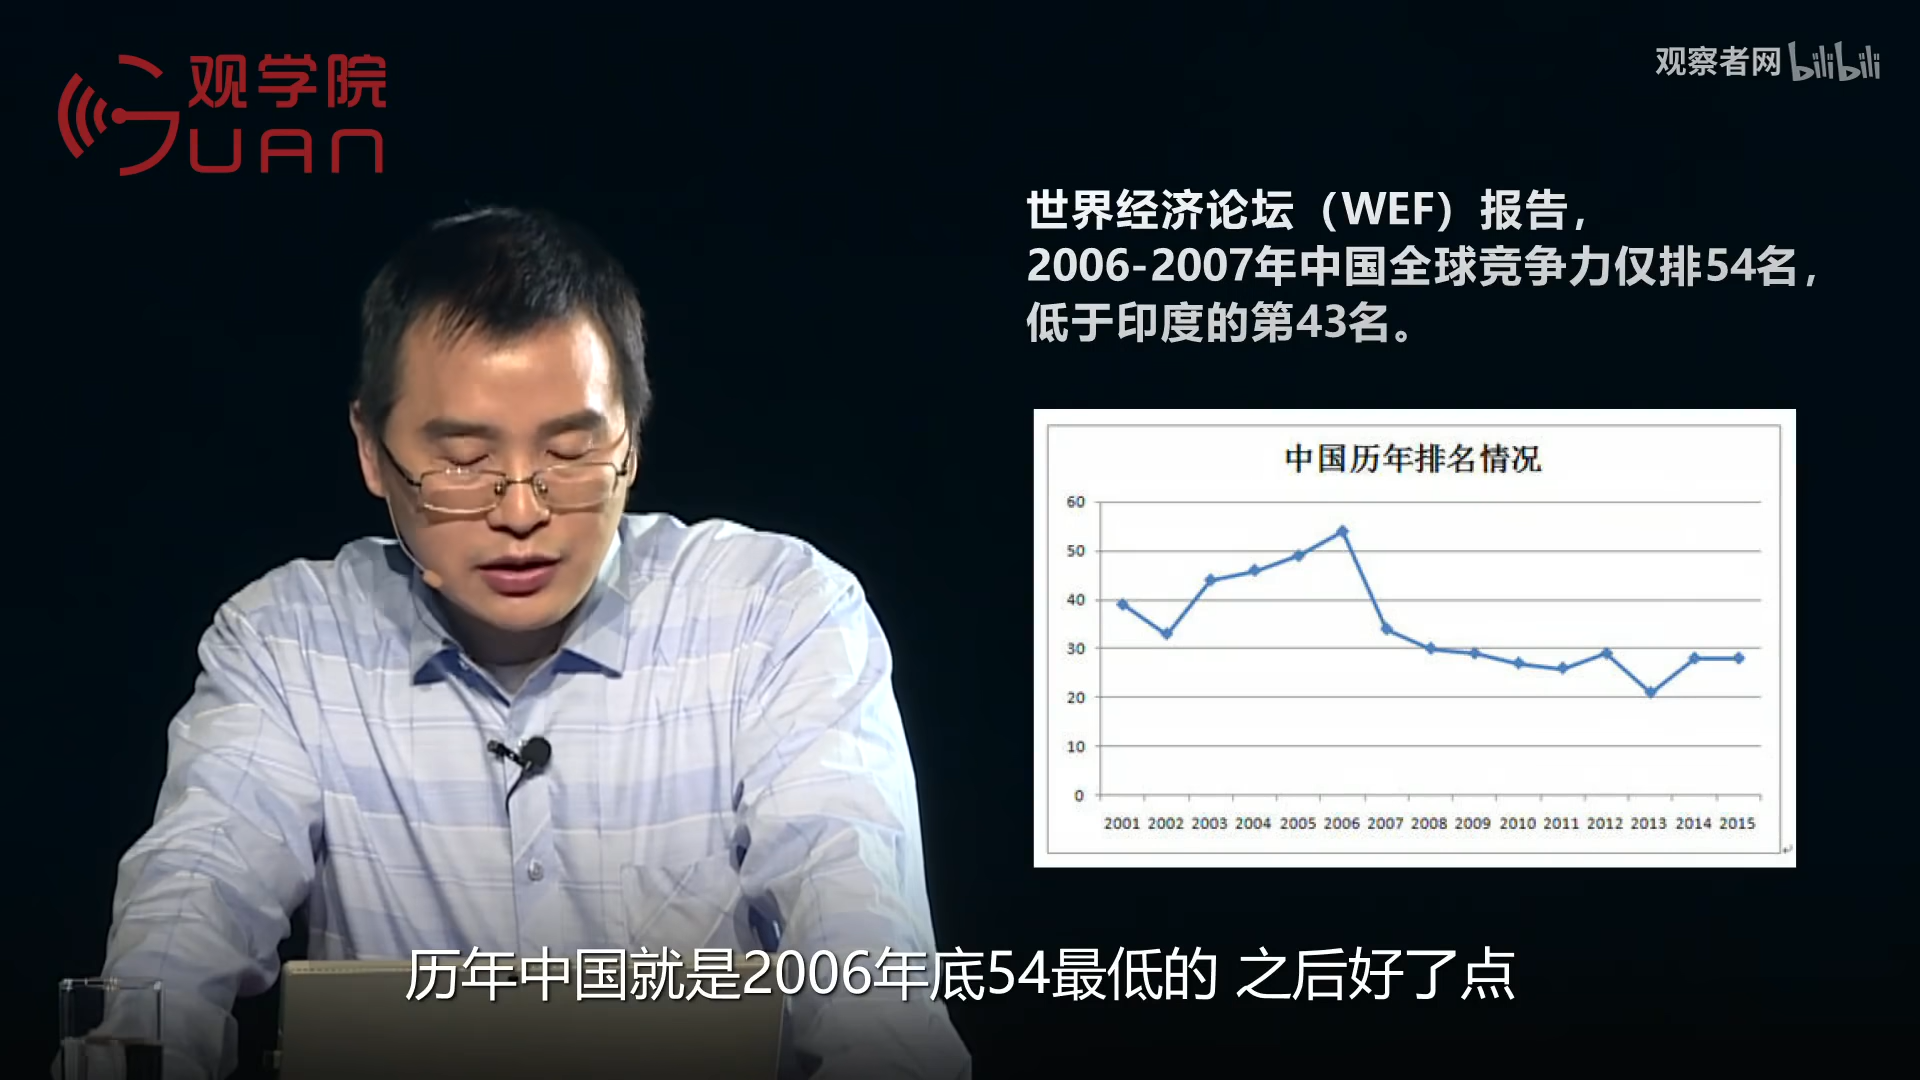 观学院
GUAN
观察者网 bilibili
世界经济论坛（WEF）报告，
2006-2007年中国全球竞争力仅排54名，
低于印度的第43名。
中国历年排名情况
60
50
40
30
20
10
0
2001 2002 2003 2004 2005 2006 2007 2008 2009 2010 2011 2012 2013 2014 2015
历年中国就是2006年底54最低的 之后好了点